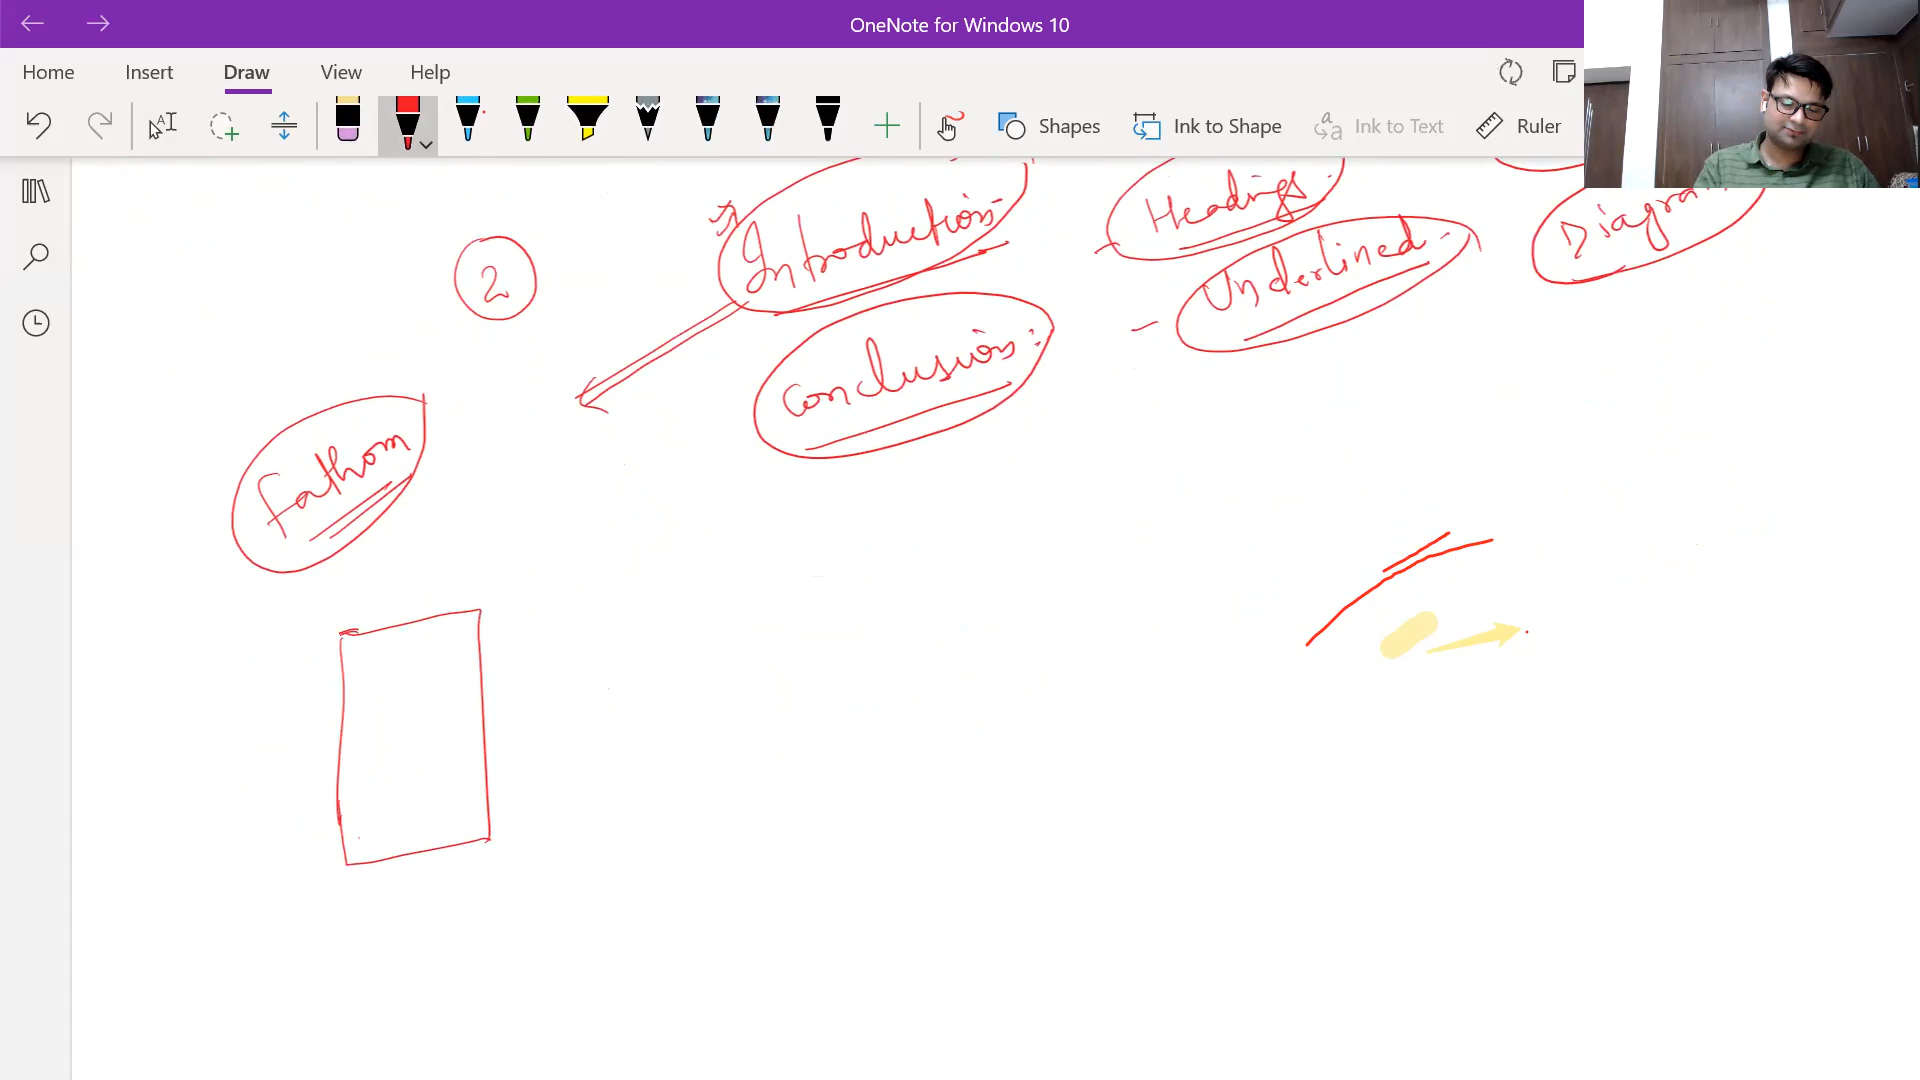 OneNote for Windows 10
Home Insert Draw View Help
Shapes Ink to Shape Ink to Text Ruler
Introduction
Headings
Diagra
2
Underlined
Conclusion:
Fathom